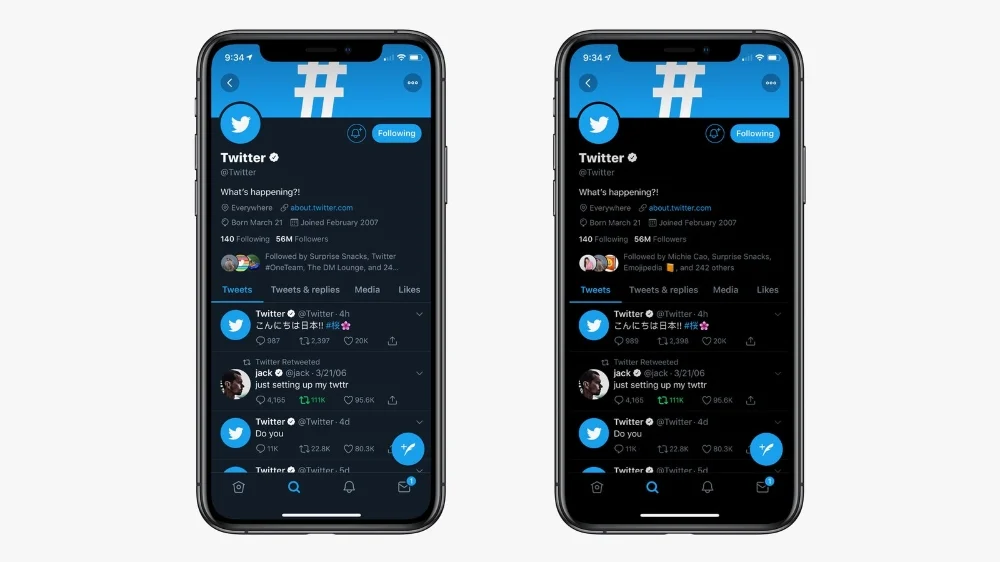 9:34
#
Following
Twitter
@Twitter
What's happening?!
Everywhere about.twitter.com
Born March 21 Joined February 2007
140 Following 56M Followers
Followed by Surprise Snacks, Twitter
#OneTeam, The DM Lounge, and 24...
Tweets Tweets & replies Media Likes
Twitter @Twitter · 4h
こんにちは日本!! #桜🌸
987 2,397 20K
Twitter Retweeted
jack @jack · 3/21/06
just setting up my twttr
4,165 111K 95.6K
Twitter @Twitter · 4d
Do you
11K 22.8K 80.3K
Twitter @Twitter · 5d
1
9:34
#
Following
Twitter
@Twitter
What's happening?!
Everywhere about.twitter.com
Born March 21 Joined February 2007
140 Following 56M Followers
Followed by Michie Cao, Surprise Snacks,
Emojipedia 📙, and 242 others
Tweets Tweets & replies Media Likes
Twitter @Twitter · 4h
こんにちは日本!! #桜🌸
989 2,398 20K
Twitter Retweeted
jack @jack · 3/21/06
just setting up my twttr
4,165 111K 95.6K
Twitter @Twitter · 4d
Do you
11K 22.8K 80.3K
Twitter @Twitter · 5d
1